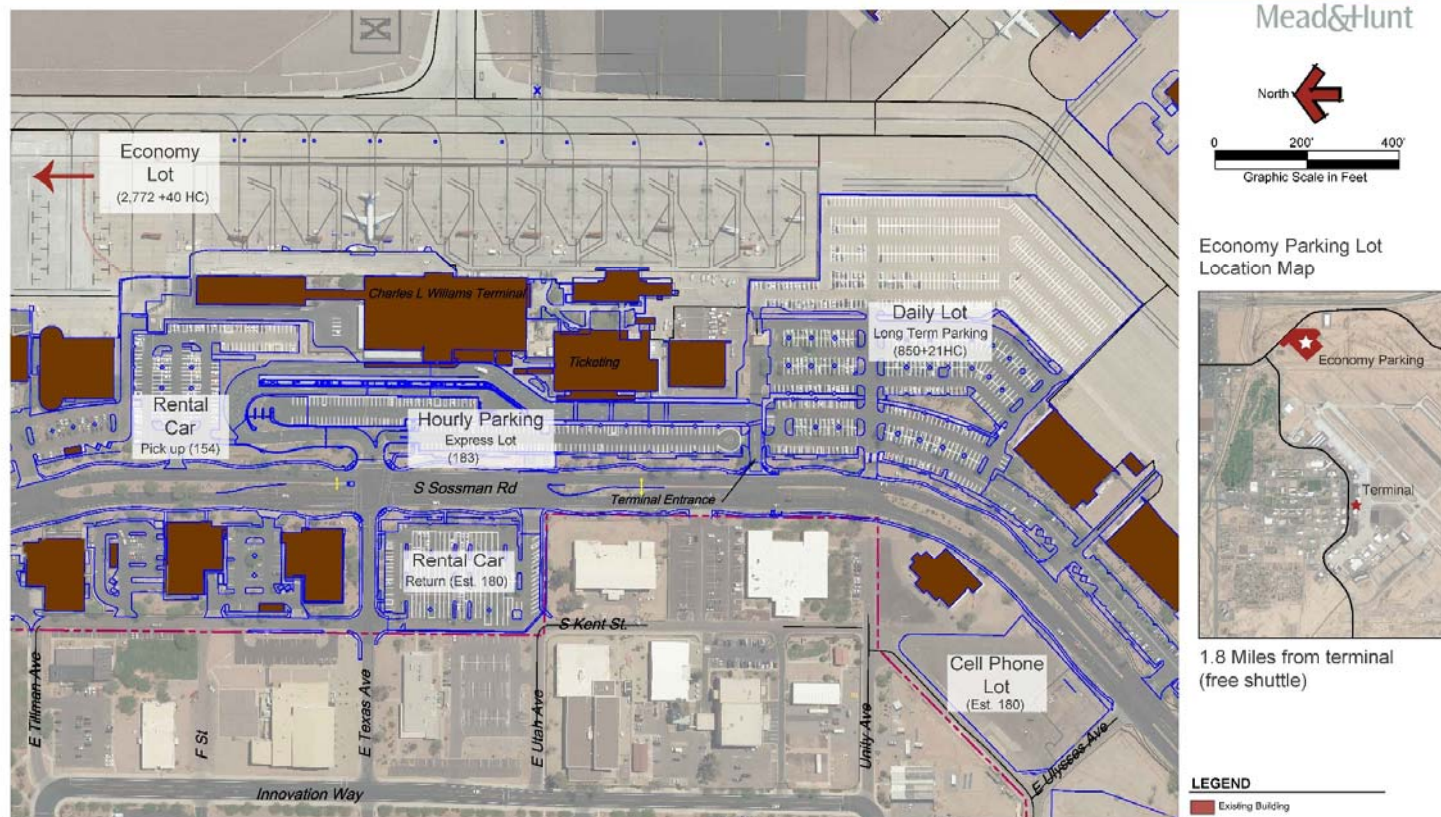 Mead&Hunt
North
0 200' 400'
Graphic Scale in Feet
Economy
Lot
(2,772 +40 HC)
Charles L Willams Terminal
Ticketing
Daily Lot
Long Term Parking
(850+21HC)
Rental
Car
Pick up (154)
Hourly Parking
Express Lot
(183)
S Sossman Rd
Terminal Entrance
Rental Car
Return (Est. 180)
S Kent St.
Cell Phone
Lot
(Est. 180)
E Tillman Ave
F St
E Texas Ave
E Utah Ave
Unity Ave
E Ulysses Ave
Innovation Way
Economy Parking Lot
Location Map
Economy Parking
Terminal
1.8 Miles from terminal
(free shuttle)
LEGEND
Existing Building